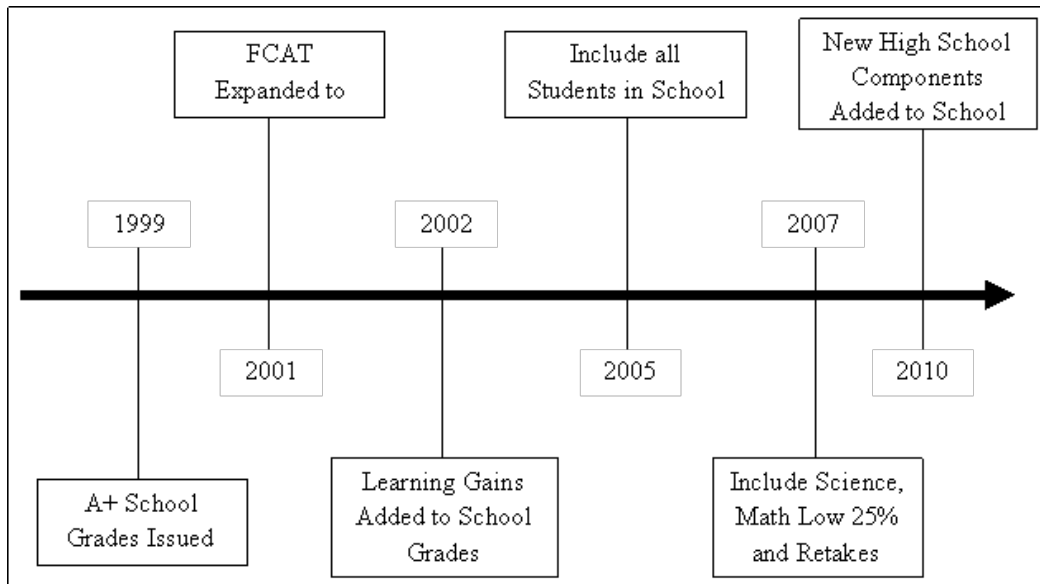 FCAT
Expanded to
Include all
Students in School
New High School
Components
Added to School
1999
2002
2007
2001
2005
2010
A+ School
Grades Issued
Learning Gains
Added to School
Grades
Include Science,
Math Low 25%
and Retakes